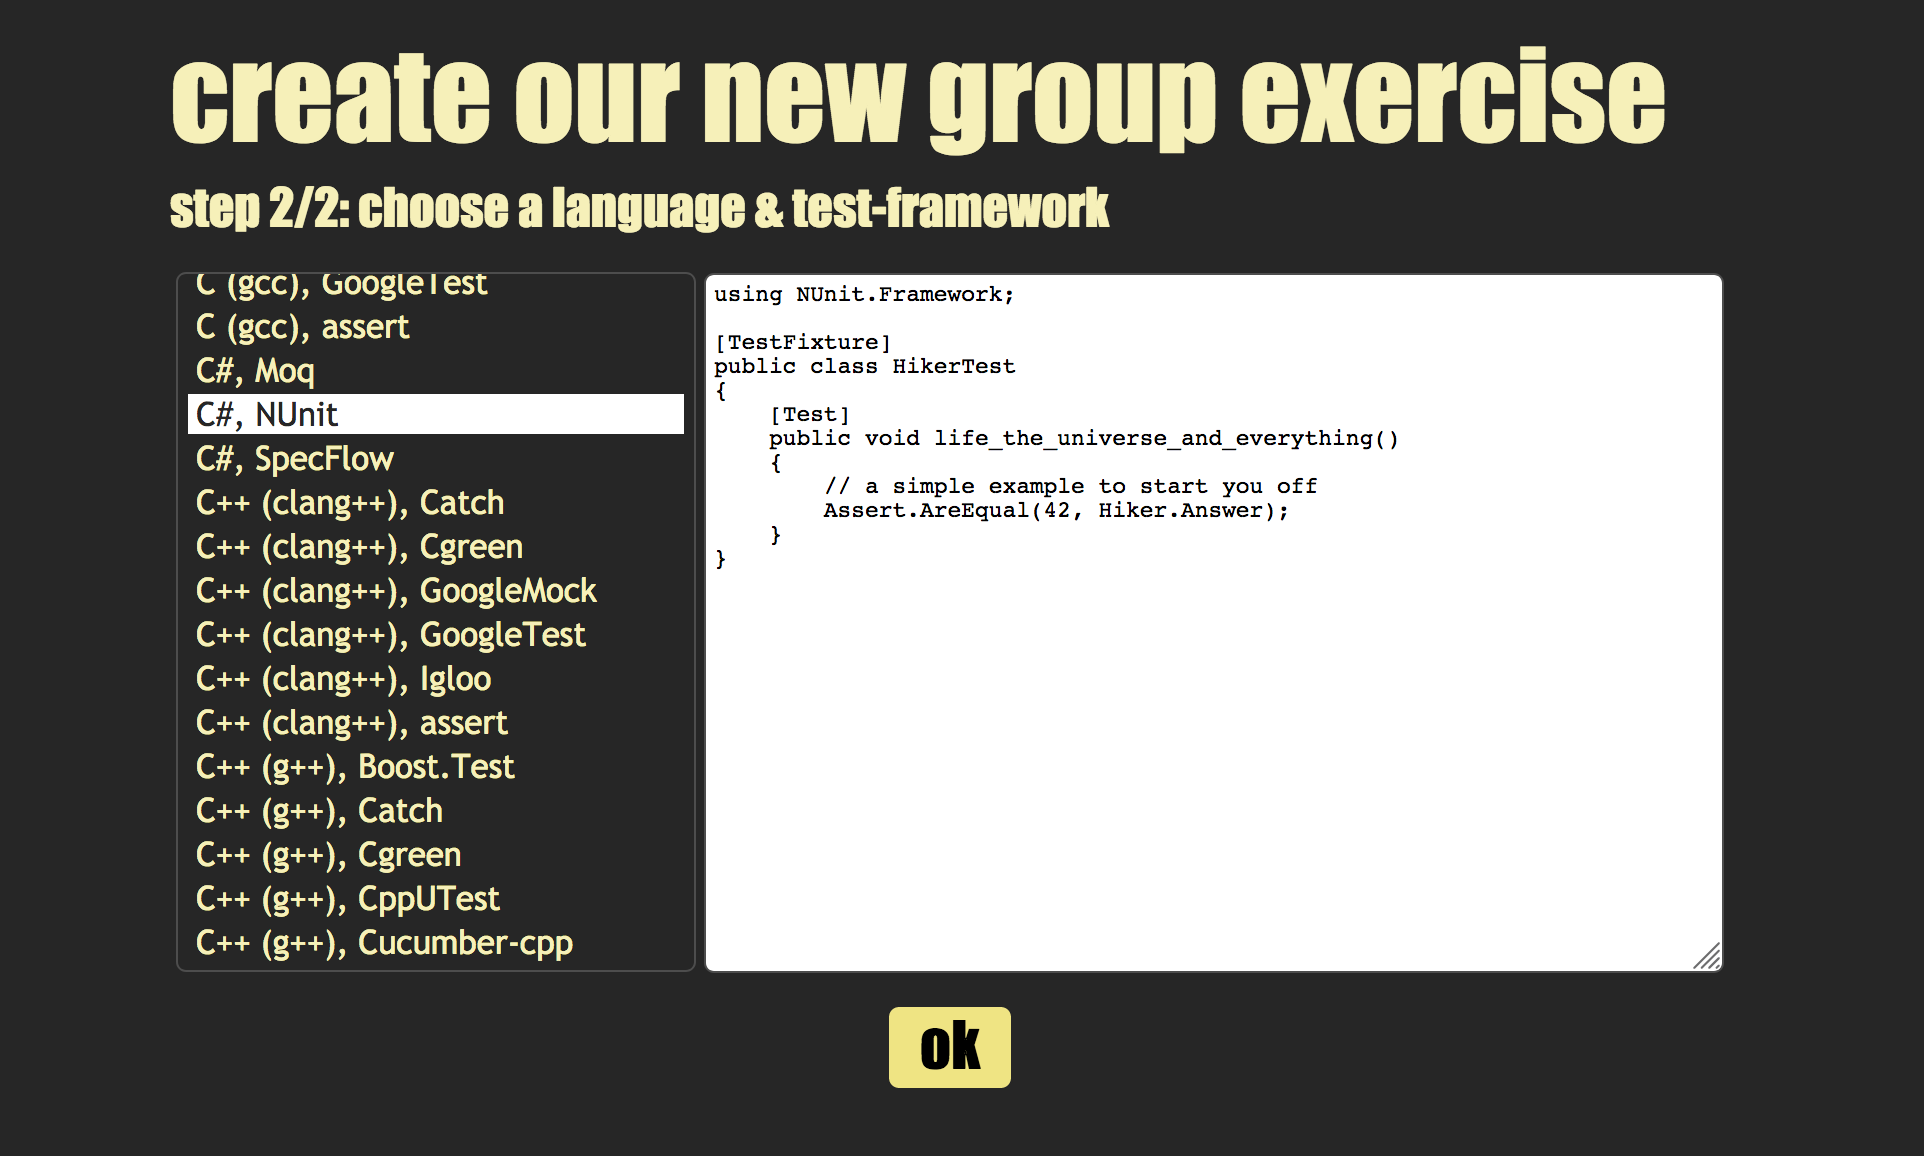 create our new group exercise
step 2/2: choose a language & test-framework
C (gcc), GoogleTest
C (gcc), assert
C#, Moq
C#, NUnit
C#, SpecFlow
C++ (clang++), Catch
C++ (clang++), Cgreen
C++ (clang++), GoogleMock
C++ (clang++), GoogleTest
C++ (clang++), Igloo
C++ (clang++), assert
C++ (g++), Boost.Test
C++ (g++), Catch
C++ (g++), Cgreen
C++ (g++), CppUTest
C++ (g++), Cucumber-cpp
using NUnit.Framework;
[TestFixture]
public class HikerTest
{
    [Test]
    public void life_the_universe_and_everything()
    {
        // a simple example to start you off
        Assert.AreEqual(42, Hiker.Answer);
    }
}
ok